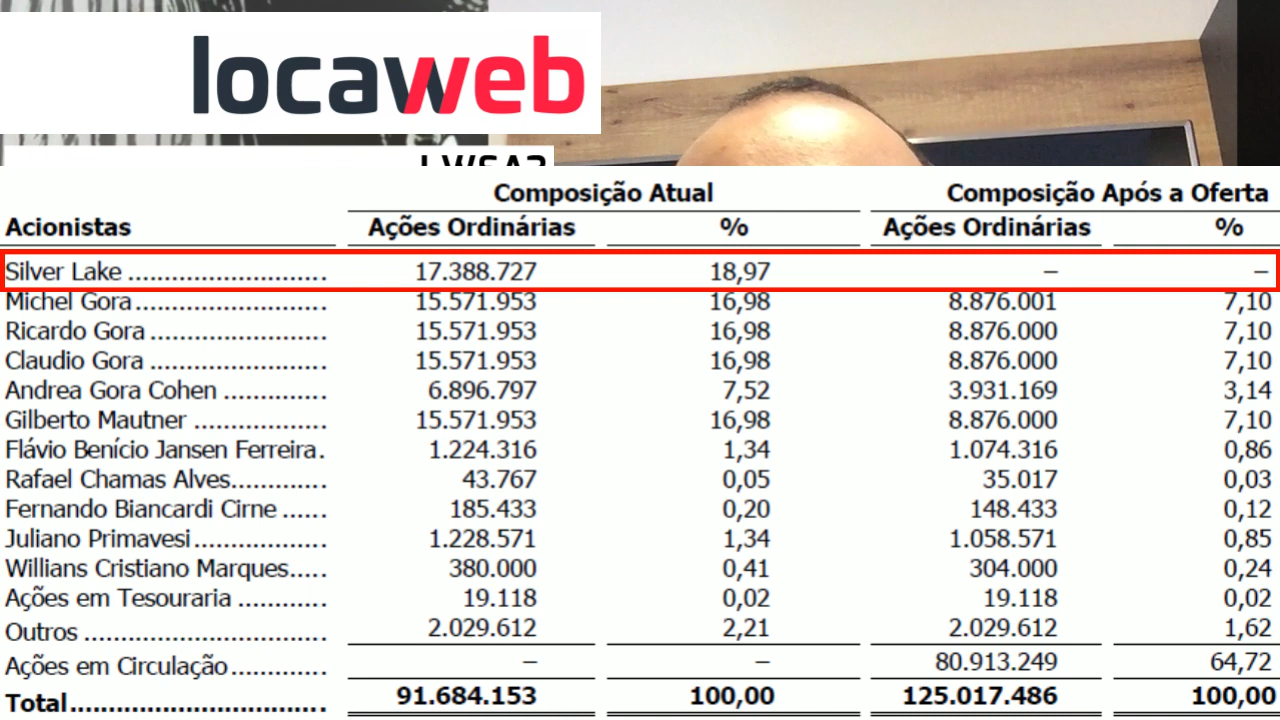 locaweb
LWSA3
Composição Atual Composição Após a Oferta
Acionistas Ações Ordinárias % Ações Ordinárias %
Silver Lake .......................... 17.388.727 18,97 – –
Michel Gora......................... 15.571.953 16,98 8.876.001 7,10
Ricardo Gora ....................... 15.571.953 16,98 8.876.000 7,10
Claudio Gora ....................... 15.571.953 16,98 8.876.000 7,10
Andrea Gora Cohen ............. 6.896.797 7,52 3.931.169 3,14
Gilberto Mautner ................. 15.571.953 16,98 8.876.000 7,10
Flávio Benício Jansen Ferreira. 1.224.316 1,34 1.074.316 0,86
Rafael Chamas Alves............. 43.767 0,05 35.017 0,03
Fernando Biancardi Cirne ...... 185.433 0,20 148.433 0,12
Juliano Primavesi................. 1.228.571 1,34 1.058.571 0,85
Willians Cristiano Marques..... 380.000 0,41 304.000 0,24
Ações em Tesouraria ............ 19.118 0,02 19.118 0,02
Outros ................................ 2.029.612 2,21 2.029.612 1,62
Ações em Circulação............. – – 80.913.249 64,72
Total................................ 91.684.153 100,00 125.017.486 100,00